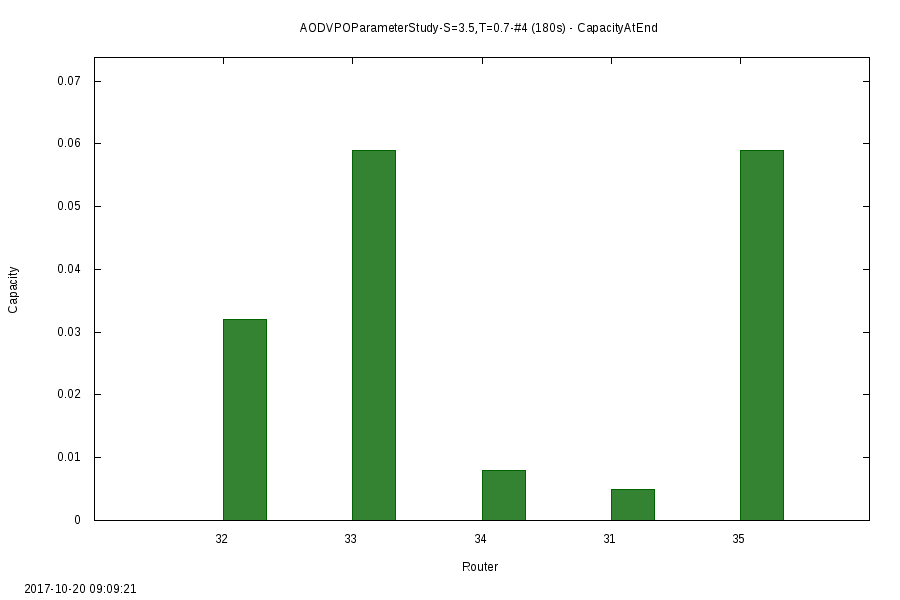 AODVPOParameterStudy-S=3.5,T=0.7-#4 (180s) - CapacityAtEnd
0.07
0.06
0.05
0.04
0.03
0.02
0.01
0
Capacity
32 33 34 31 35
Router
2017-10-20 09:09:21